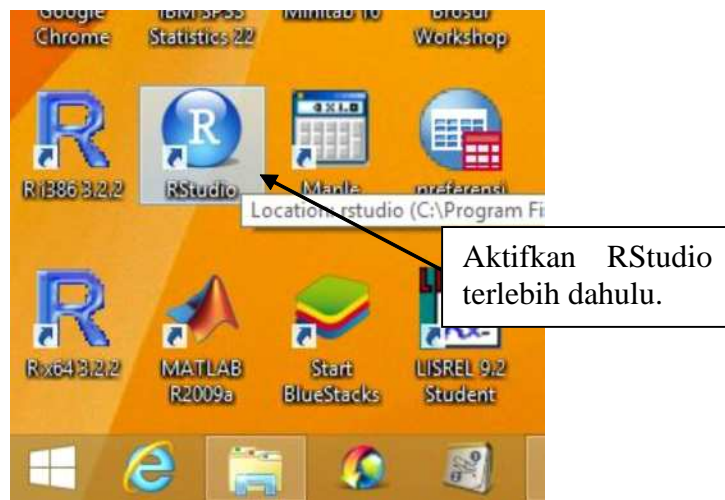 Google
Chrome
IBM SPSS
Statistics 22
Minitab 16
Brosur
Workshop
R i386 3.2.2
RStudio
Maple
preferensi
Location: rstudio (C:\Program Fi
Aktifkan RStudio
terlebih dahulu.
R x64 3.2.2
MATLAB
R2009a
Start
BlueStacks
LISREL 9.2
Student